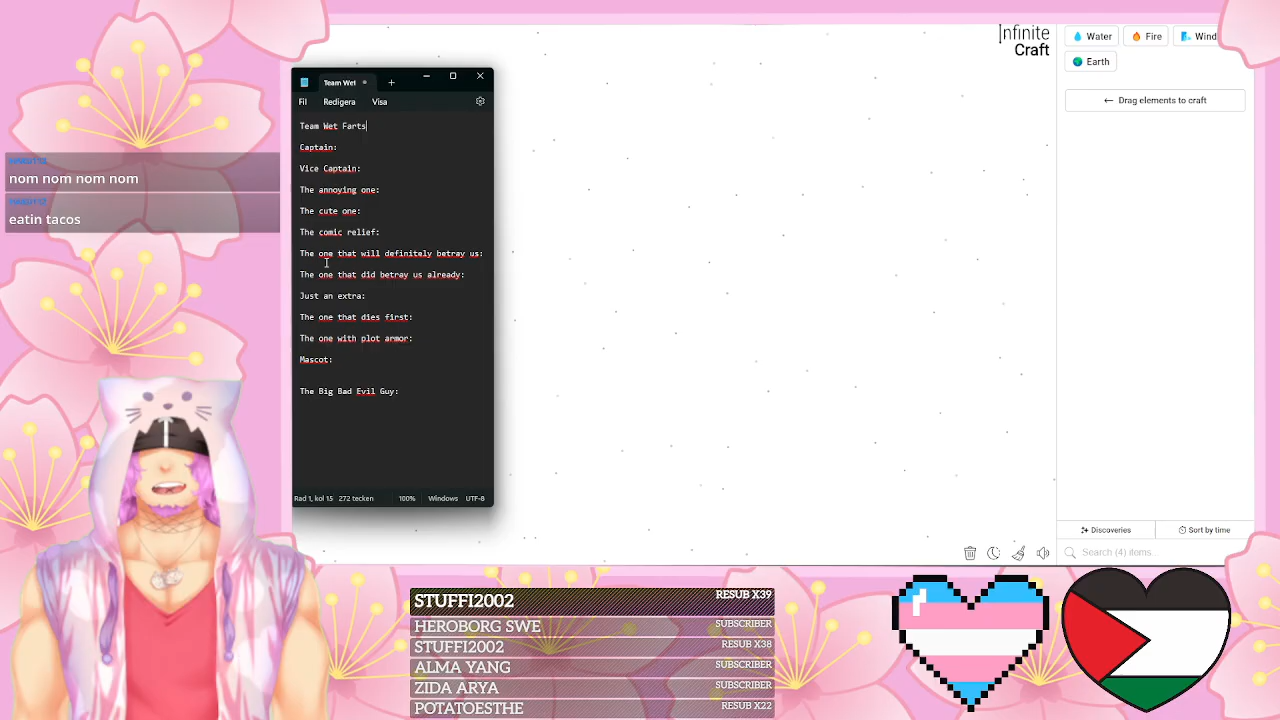 Infinite
Craft
Water
Fire
Wind
Earth
← Drag elements to craft
Team Wet
Fil
Redigera
Visa
Team Wet Farts
Captain:
Vice Captain:
The annoying one:
The cute one:
The comic relief:
The one that will definitely betray us:
The one that did betray us already:
Just an extra:
The one that dies first:
The one with plot armor:
Mascot:
The Big Bad Evil Guy:
Rad 1, kol 15
272 tecken
100%
Windows
UTF-8
nom nom nom nom
eatin tacos
Discoveries
Sort by time
Search (4) items...
STUFFI2002 RESUB X39
HEROBORG SWE SUBSCRIBER
STUFFI2002 RESUB X38
ALMA YANG SUBSCRIBER
ZIDA ARYA SUBSCRIBER
POTATOESTHE RESUB X22